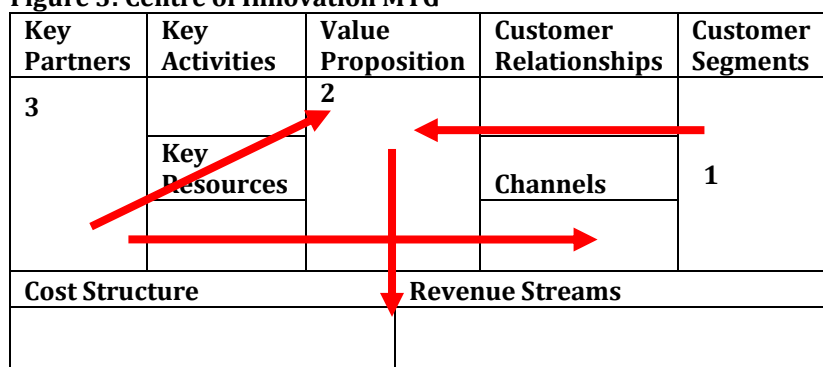 Figure 3: Centre of Innovation MTG
Key Partners
Key Activities
Value Proposition
Customer Relationships
Customer Segments
3
2
Key Resources
Channels
1
Cost Structure
Revenue Streams